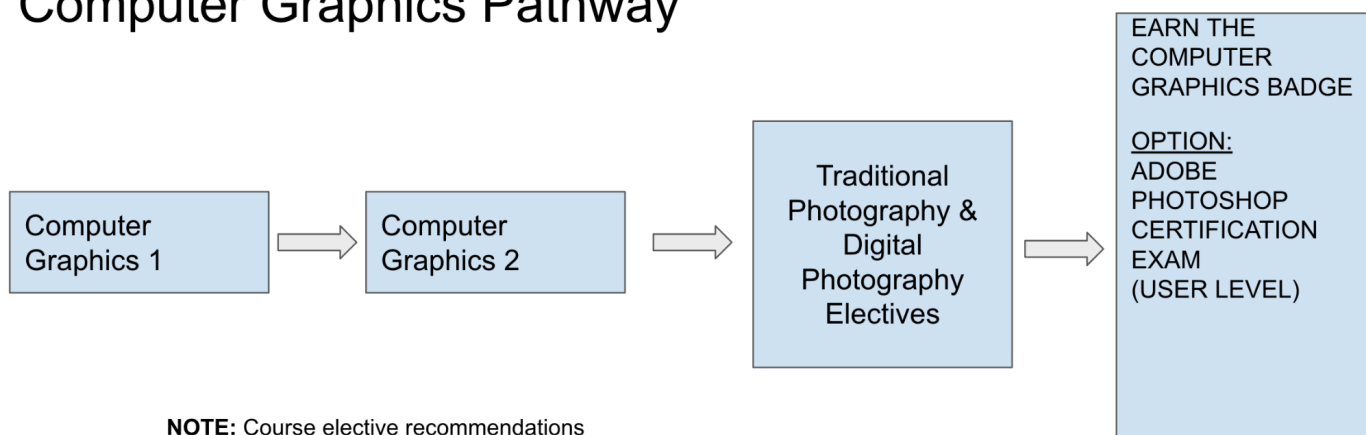 Computer Graphics Pathway
Computer
Graphics 1
Computer
Graphics 2
Traditional
Photography &
Digital
Photography
Electives
EARN THE
COMPUTER
GRAPHICS BADGE
OPTION:
ADOBE
PHOTOSHOP
CERTIFICATION
EXAM
(USER LEVEL)
NOTE: Course elective recommendations